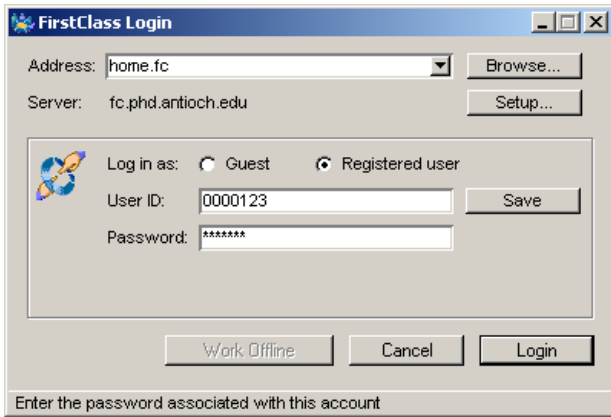 FirstClass Login
Address: home.fc Browse...
Server: fc.phd.antioch.edu Setup...
Log in as: Guest Registered user
User ID: 0000123 Save
Password: *******
Work Offline Cancel Login
Enter the password associated with this account